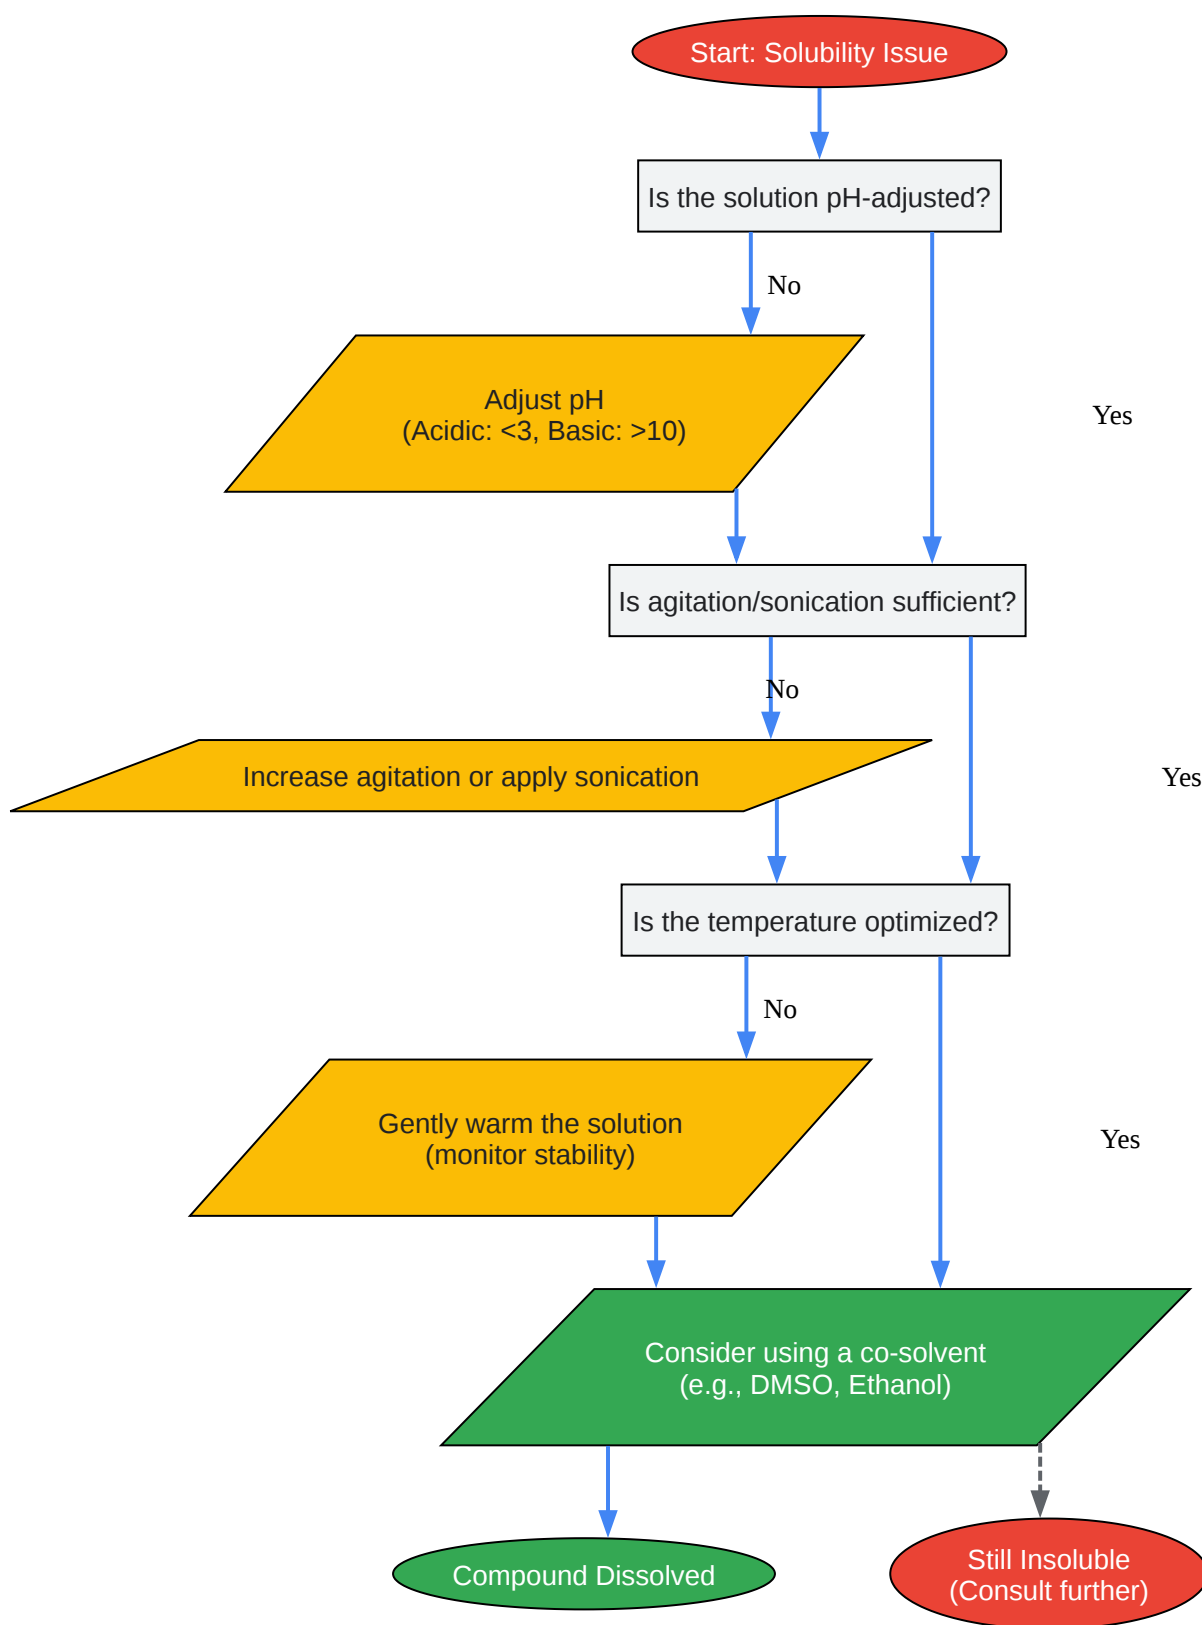 Start: Solubility Issue
Is the solution pH-adjusted?
No
Adjust pH
(Acidic: <3, Basic: >10)
Yes
Is agitation/sonication sufficient?
No
Increase agitation or apply sonication
Yes
Is the temperature optimized?
No
Gently warm the solution
(monitor stability)
Yes
Consider using a co-solvent
(e.g., DMSO, Ethanol)
Compound Dissolved
Still Insoluble
(Consult further)